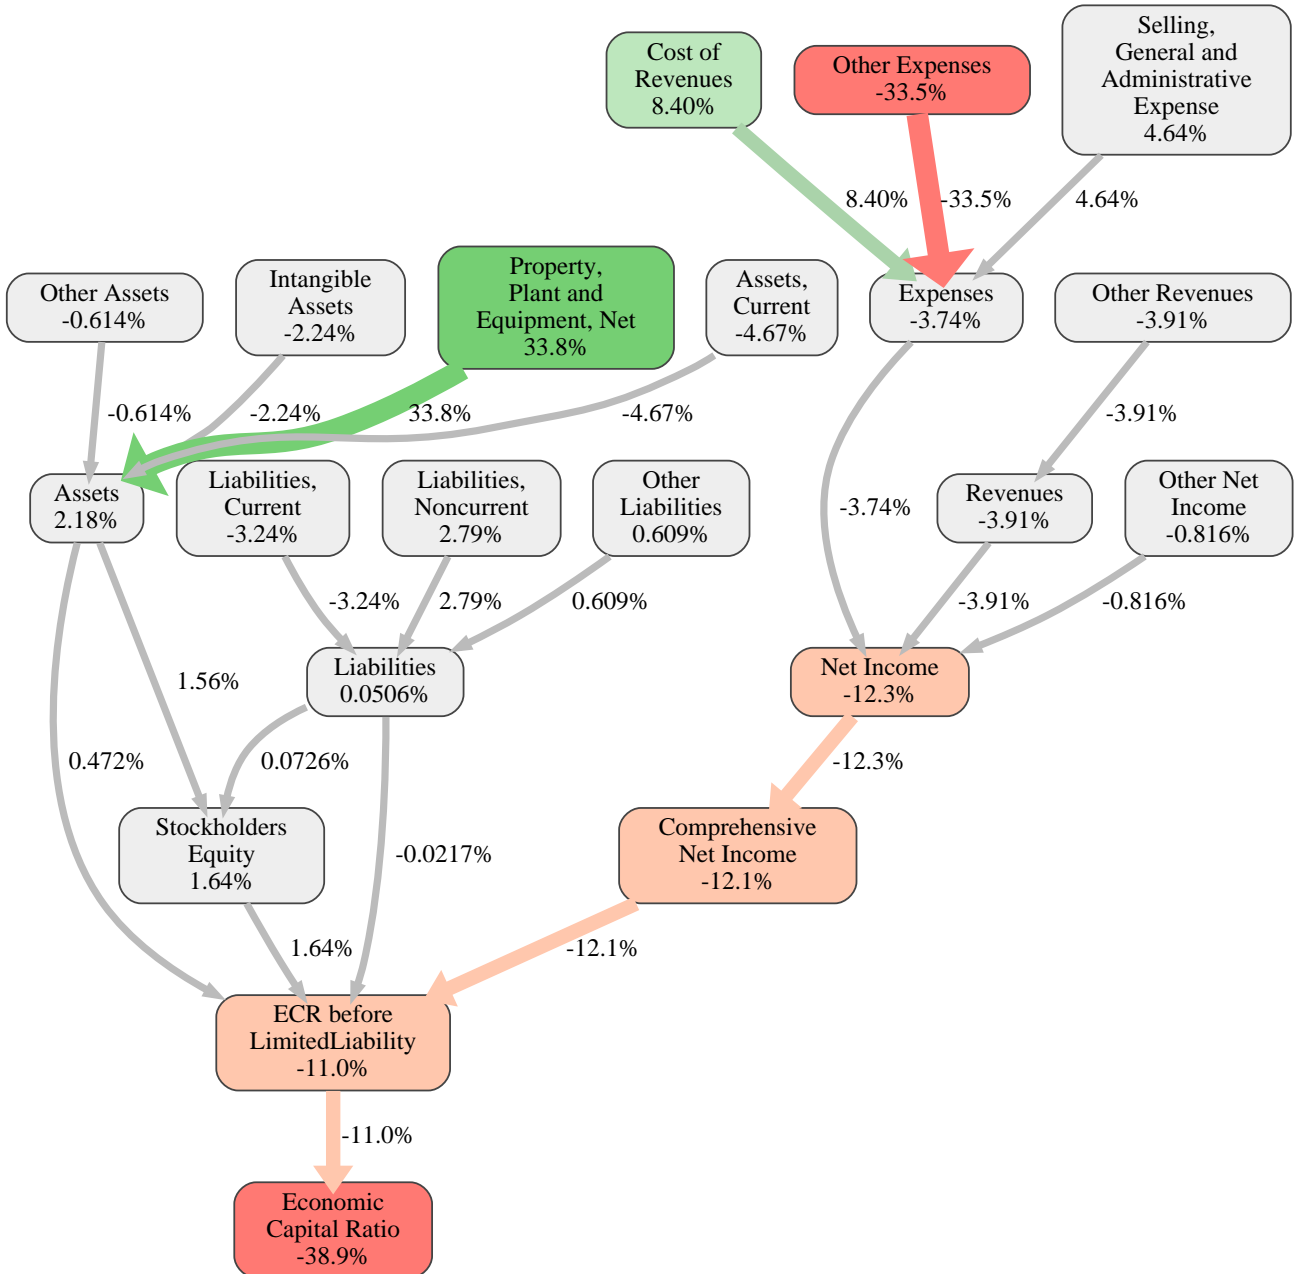 Cost of
Revenues
8.40%
Other Expenses
-33.5%
Selling,
General and
Administrative
Expense
4.64%
8.40%
-33.5%
4.64%
Other Assets
-0.614%
Intangible
Assets
-2.24%
Property,
Plant and
Equipment, Net
33.8%
Assets,
Current
-4.67%
Expenses
-3.74%
Other Revenues
-3.91%
-0.614%
-2.24%
33.8%
-4.67%
-3.91%
Assets
2.18%
Liabilities,
Current
-3.24%
Liabilities,
Noncurrent
2.79%
Other
Liabilities
0.609%
-3.74%
Revenues
-3.91%
Other Net
Income
-0.816%
-3.24%
2.79%
0.609%
-3.91%
-0.816%
1.56%
Liabilities
0.0506%
Net Income
-12.3%
0.472%
0.0726%
-12.3%
Stockholders
Equity
1.64%
-0.0217%
Comprehensive
Net Income
-12.1%
1.64%
-12.1%
ECR before
LimitedLiability
-11.0%
-11.0%
Economic
Capital Ratio
-38.9%